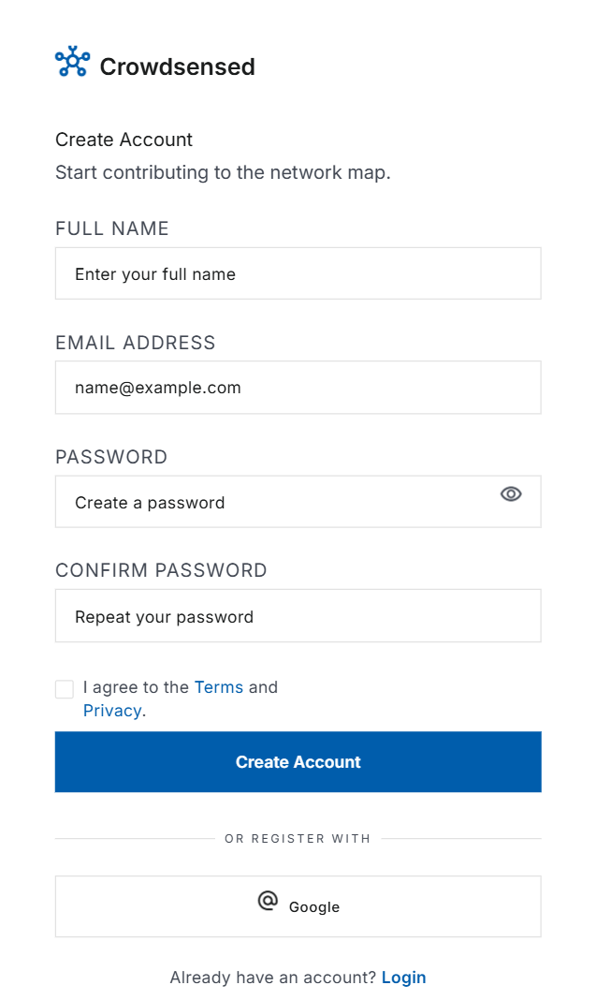 Crowdsensed
Create Account
Start contributing to the network map.
FULL NAME
Enter your full name
EMAIL ADDRESS
name@example.com
PASSWORD
Create a password
CONFIRM PASSWORD
Repeat your password
I agree to the Terms and
Privacy.
Create Account
OR REGISTER WITH
Google
Already have an account? Login